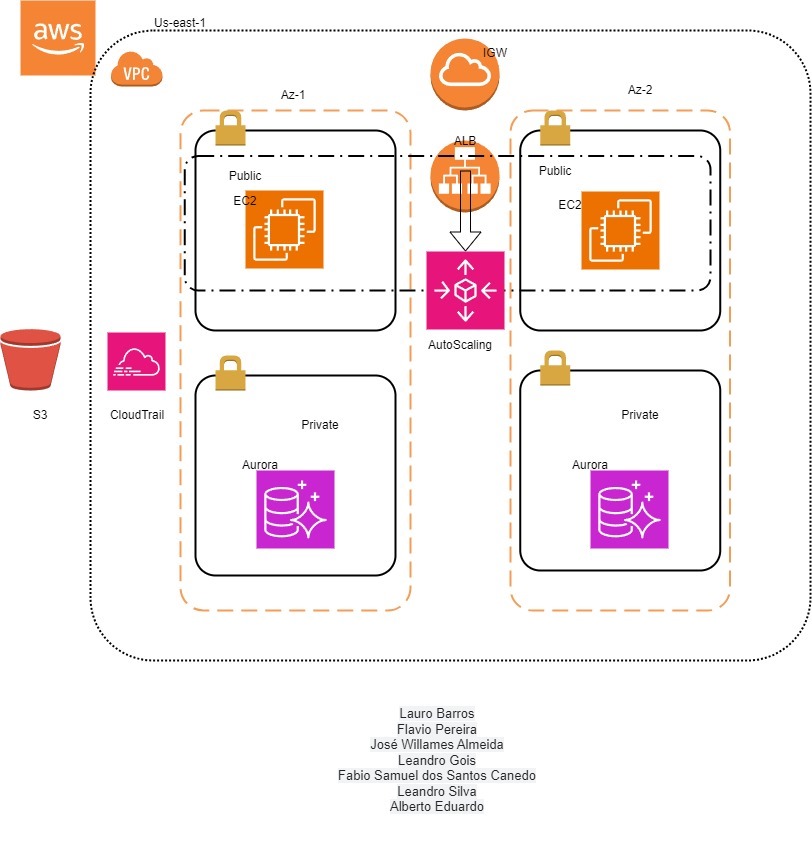 aws
Us-east-1
VPC
IGW
Az-1
Az-2
ALB
Public
Public
EC2
EC2
AutoScaling
S3
CloudTrail
Private
Private
Aurora
Aurora
Lauro Barros
Flavio Pereira
José Willames Almeida
Leandro Gois
Fabio Samuel dos Santos Canedo
Leandro Silva
Alberto Eduardo